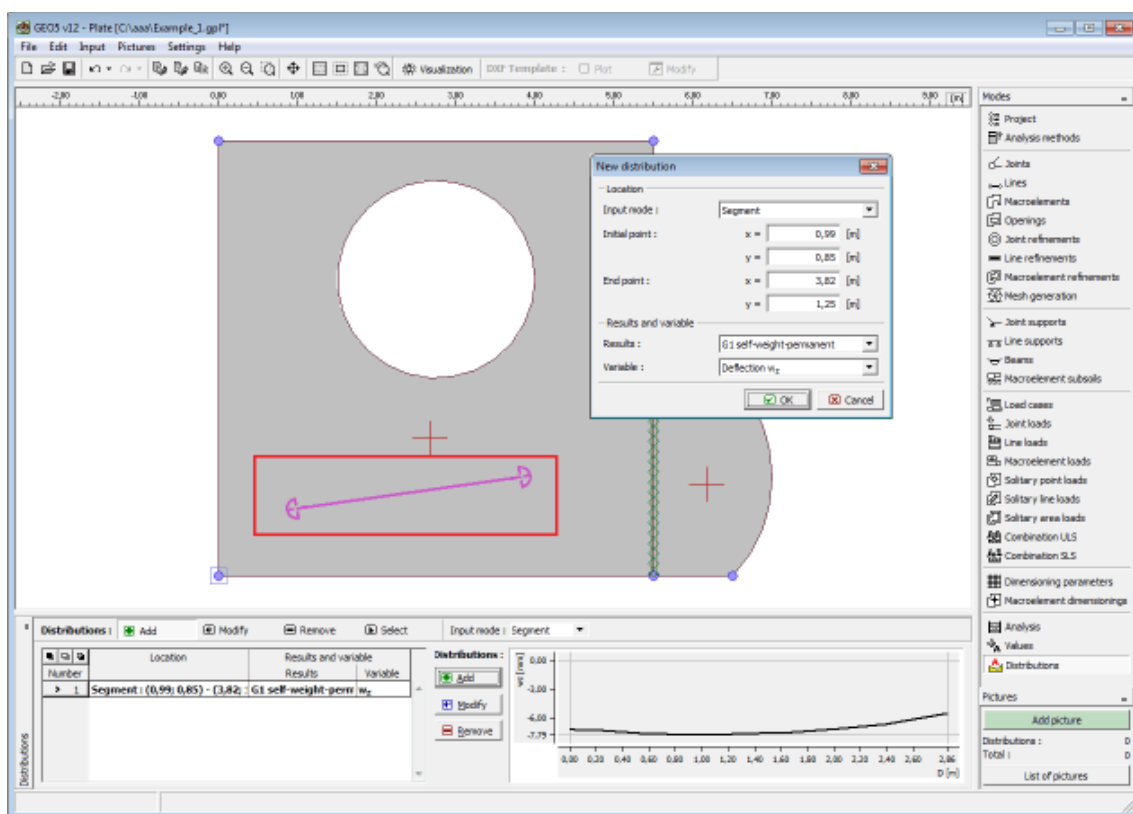 GEO5 v12 - Plate [C:\aaa\Example_1.gpl*]
File Edit Input Pictures Settings Help
Visualization DXF Template : Plot Modify
-2,00 -1,00 0,00 1,00 2,00 3,00 4,00 5,00 6,00 7,00 8,00 9,00 [m]
New distribution
Location
Input mode : Segment
Initial point : x = 0,99 [m]
y = 0,85 [m]
End point : x = 3,82 [m]
y = 1,25 [m]
Results and variable
Results : G1 self-weight-permanent
Variable : Deflection wz
OK Cancel
Modes
Project
Analysis methods
Joints
Lines
Macroelements
Openings
Joint refinements
Line refinements
Macroelement refinements
Mesh generation
Joint supports
Line supports
Beams
Macroelement subsoils
Load cases
Joint loads
Line loads
Macroelement loads
Solitary point loads
Solitary line loads
Solitary area loads
Combination ULS
Combination SLS
Dimensioning parameters
Macroelement dimensionings
Analysis
Values
Distributions
Pictures
Add picture
Distributions : 0
Total : 0
List of pictures
Distributions : Add Modify Remove Select Input mode : Segment
Location Results and variable
Number Results Variable
1 Segment : (0,99; 0,85) - (3,82; G1 self-weight-perm wz
Distributions :
Add
Modify
Remove
wz [mm]
0,00
-3,00
-6,00
-7,79
0,00 0,20 0,40 0,60 0,80 1,00 1,20 1,40 1,60 1,80 2,00 2,20 2,40 2,60 2,86
D [m]
Distributions